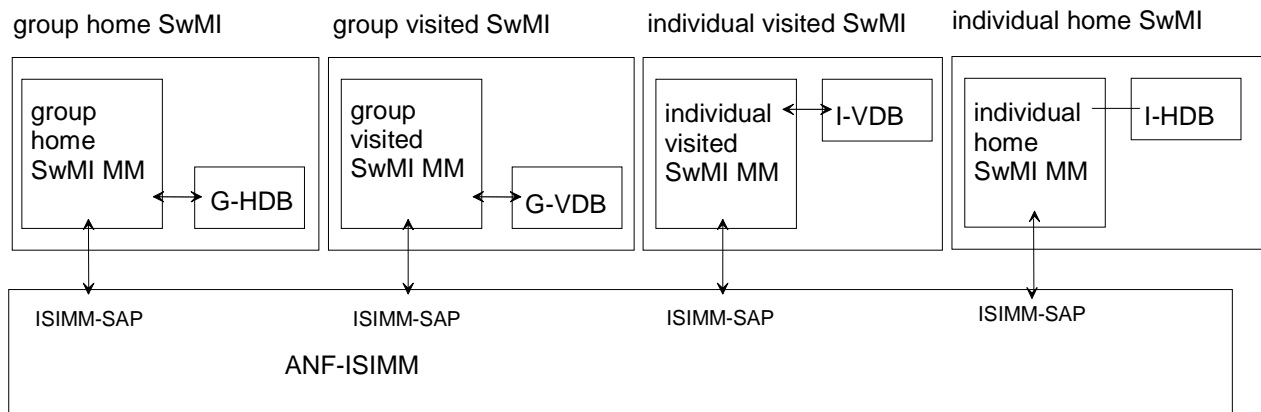 group home SwMI
group visited SwMI
individual visited SwMI
individual home SwMI
group
home
SwMI MM
G-HDB
group
visited
SwMI MM
G-VDB
individual
visited
SwMI MM
I-VDB
individual
home
SwMI MM
I-HDB
ISIMM-SAP
ISIMM-SAP
ISIMM-SAP
ISIMM-SAP
ANF-ISIMM